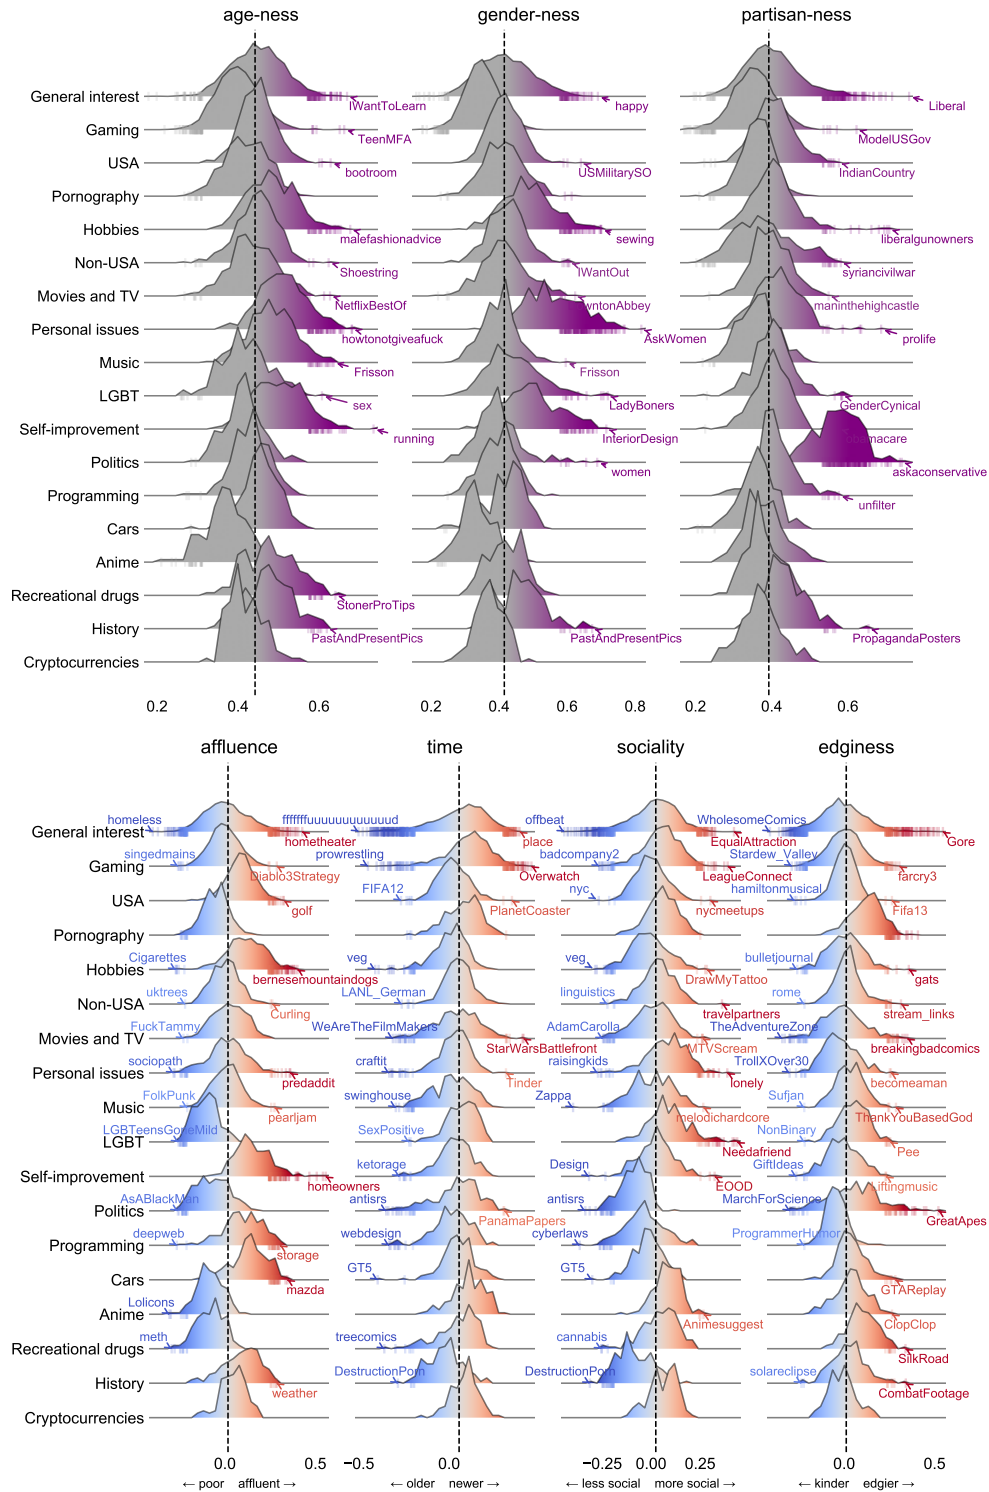 age-ness gender-ness partisan-ness
General interest IWantToLearn happy Liberal
Gaming TeenMFA ModelUSGov
USA bootroom USMilitarySO IndianCountry
Pornography
Hobbies malefashionadvice sewing liberalgunowners
Non-USA Shoestring IWantOut syriancivilwar
Movies and TV NetflixBestOf wntonAbbey maninthehighcastle
Personal issues howtonotgiveafuck AskWomen prolife
Music Frisson Frisson
LGBT sex LadyBoners GenderCynical
Self-improvement running InteriorDesign obamacare
Politics women askaconservative
Programming unfilter
Cars
Anime
Recreational drugs StonerProTips
History PastAndPresentPics PastAndPresentPics PropagandaPosters
Cryptocurrencies
0.2 0.4 0.6 0.2 0.4 0.6 0.8 0.2 0.4 0.6
affluence time sociality edginess
General interest homeless hometheater fffffffuuuuuuuuuuuud place offbeat EqualAttraction WholesomeComics Gore
Gaming singedmains Diablo3Strategy prowrestling Overwatch badcompany2 LeagueConnect Stardew_Valley farcry3
USA golf FIFA12 PlanetCoaster nyc nycmeetups hamiltonmusical Fifa13
Pornography
Hobbies Cigarettes bernesemountaindogs veg veg DrawMyTattoo bulletjournal gats
Non-USA uktrees Curling LANL_German linguistics travelpartners rome stream_links
Movies and TV FuckTammy WeAreTheFilmMakers StarWarsBattlefront AdamCarolla MTVScream TheAdventureZone breakingbadcomics
Personal issues sociopath predaddit craftit Tinder raisingkids lonely TrollXOver30 becomeaman
Music FolkPunk pearljam swinghouse Zappa melodichardcore Sufjan ThankYouBasedGod
LGBT LGBTeensGoneMild SexPositive Needafriend NonBinary Pee
Self-improvement homeowners ketorage Design EOOD GiftIdeas liftingmusic
Politics AsABlackMan antisrs PanamaPapers antisrs MarchForScience GreatApes
Programming deepweb storage webdesign cyberlaws ProgrammerHumor
Cars mazda GT5 GT5 GTAReplay
Anime Lolicons Animesuggest ClopClop
Recreational drugs meth treecomics cannabis SilkRoad
History weather DestructionPorn DestructionPorn solareclipse CombatFootage
Cryptocurrencies
0.0 0.5 −0.5 0.0 −0.25 0.00 0.25 0.0 0.5
← poor affluent → ← older newer → ← less social more social → ← kinder edgier →